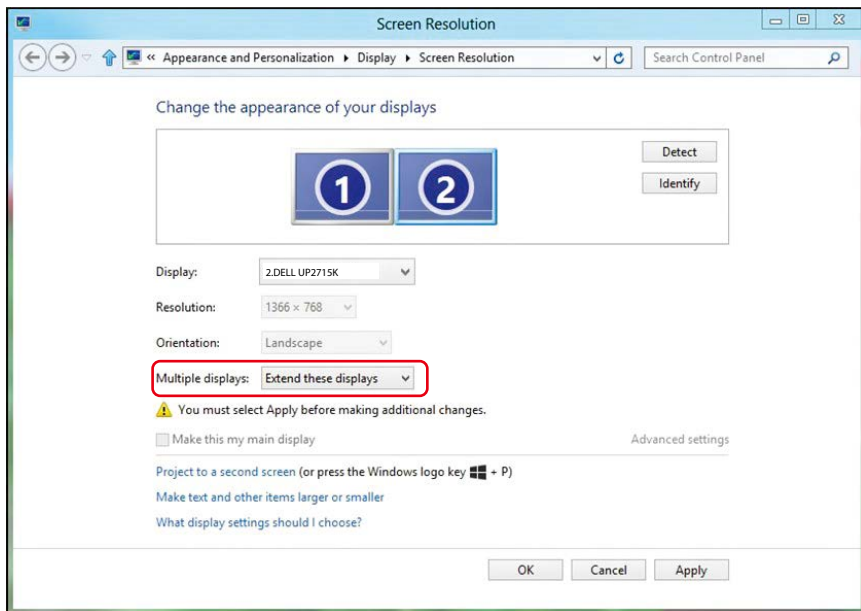 Screen Resolution
« Appearance and Personalization ▸ Display ▸ Screen Resolution
Search Control Panel
Change the appearance of your displays
1 2
Detect
Identify
Display: 2.DELL UP2715K
Resolution: 1366 × 768
Orientation: Landscape
Multiple displays: Extend these displays
You must select Apply before making additional changes.
Make this my main display
Advanced settings
Project to a second screen (or press the Windows logo key + P)
Make text and other items larger or smaller
What display settings should I choose?
OK Cancel Apply